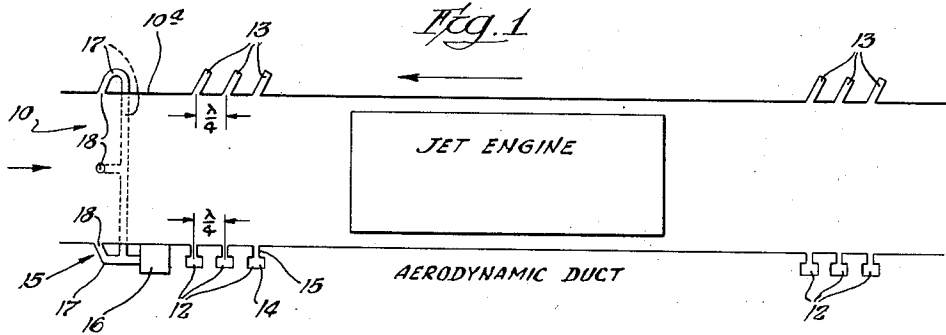 Fig. 1
10a
17
13
13
λ/4
10
18
JET ENGINE
λ/4
18
15
17
16
12
14
15
AERODYNAMIC DUCT
12